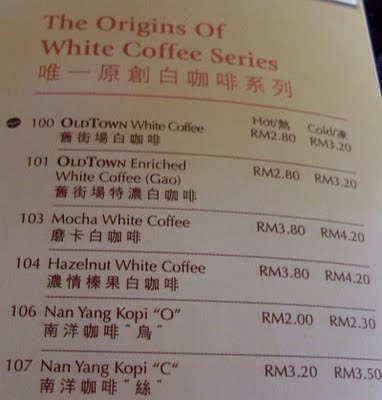 The Origins Of
White Coffee Series
唯一原創白咖啡系列
Hot/熱 Cold/凍
100 OLDTOWN White Coffee RM2.80 RM3.20
舊街場白咖啡
101 OLDTOWN Enriched RM2.80 RM3.20
White Coffee (Gao)
舊街場特濃白咖啡
103 Mocha White Coffee RM3.80 RM4.20
磨卡白咖啡
104 Hazelnut White Coffee RM3.80 RM4.20
濃情榛果白咖啡
106 Nan Yang Kopi "O" RM2.00 RM2.30
南洋咖啡"烏"
107 Nan Yang Kopi "C" RM3.20 RM3.50
南洋咖啡"絲"